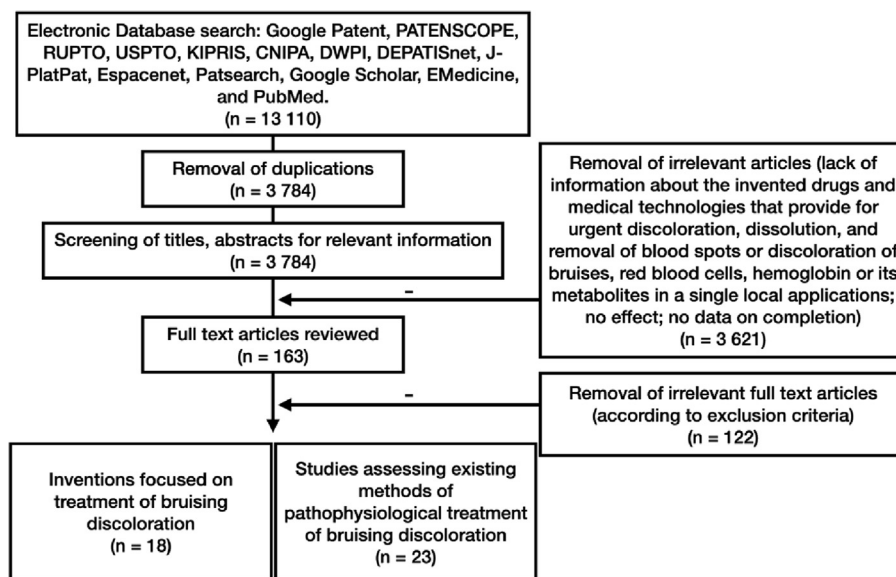 Electronic Database search: Google Patent, PATENSCOPE,
RUPTO, USPTO, KIPRIS, CNIPA, DWPI, DEPATISnet, J-
PlatPat, Espacenet, Patsearch, Google Scholar, EMedicine,
and PubMed.
(n = 13 110)
Removal of duplications
(n = 3 784)
Screening of titles, abstracts for relevant information
(n = 3 784)
Removal of irrelevant articles (lack of
information about the invented drugs and
medical technologies that provide for
urgent discoloration, dissolution, and
removal of blood spots or discoloration of
bruises, red blood cells, hemoglobin or its
metabolites in a single local applications;
no effect; no data on completion)
(n = 3 621)
–
Full text articles reviewed
(n = 163)
Removal of irrelevant full text articles
(according to exclusion criteria)
(n = 122)
–
Inventions focused on
treatment of bruising
discoloration
(n = 18)
Studies assessing existing
methods of
pathophysiological treatment
of bruising discoloration
(n = 23)